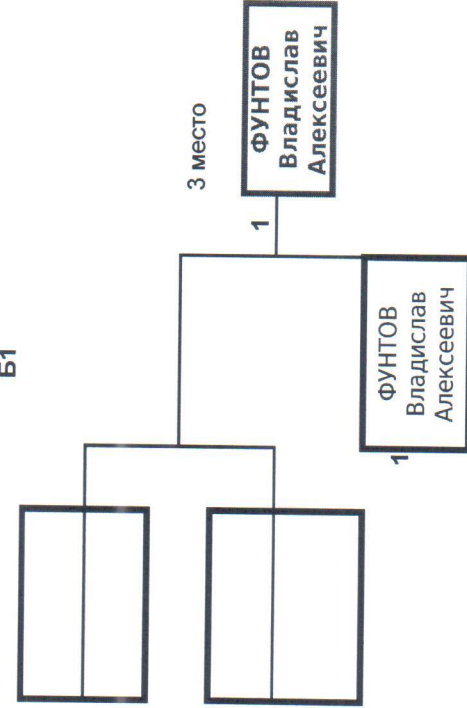 Б1
3 место
1
ФУНТОВ
Владислав
Алексеевич
1
ФУНТОВ
Владислав
Алексеевич